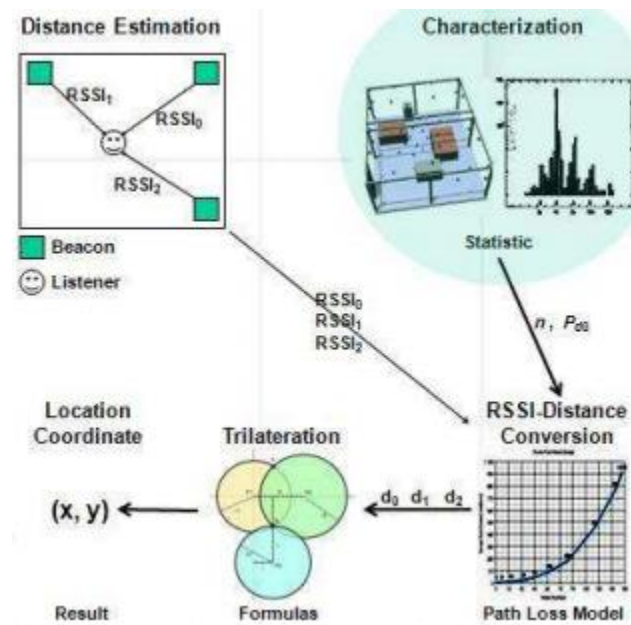 Distance Estimation
Characterization
RSSI1
RSSI0
RSSI2
Beacon
Listener
Statistic
RSSI0
RSSI1
RSSI2
n, Pd0
Location
Coordinate
Trilateration
RSSI-Distance
Conversion
(x, y)
d0 d1 d2
Result
Formulas
Path Loss Model